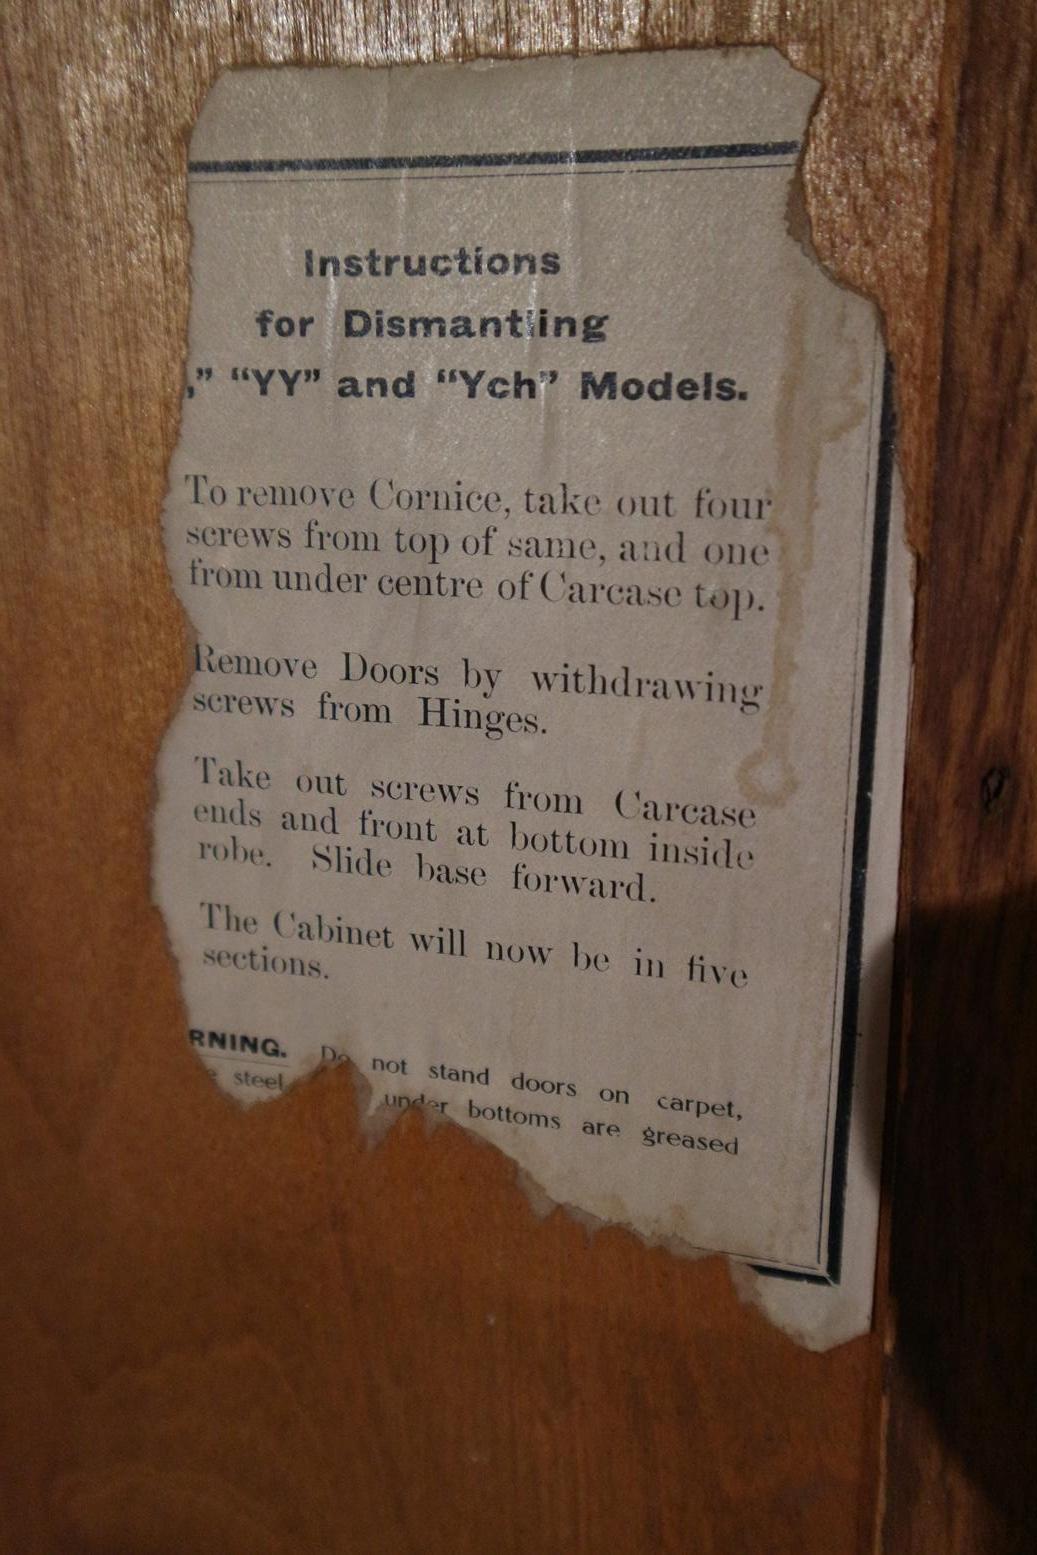 Instructions
for Dismantling
," "YY" and "Ych" Models.
To remove Cornice, take out four
screws from top of same, and one
from under centre of Carcase top.
Remove Doors by withdrawing
screws from Hinges.
Take out screws from Carcase
ends and front at bottom inside
robe. Slide base forward.
The Cabinet will now be in five
sections.
RNING. Do not stand doors on carpet,
steel under bottoms are greased